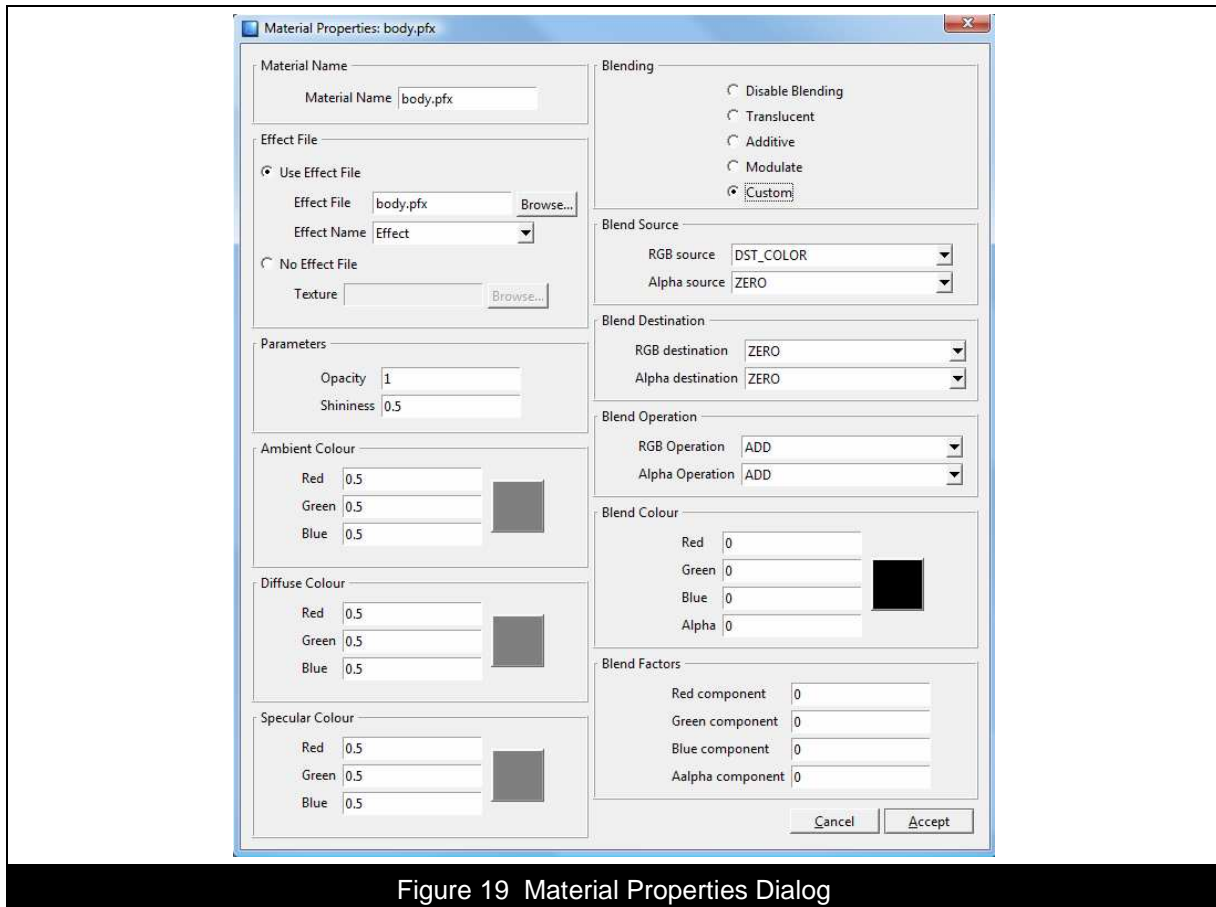 Material Properties: body.pfx
Material Name
Material Name body.pfx
Effect File
Use Effect File
Effect File body.pfx Browse...
Effect Name Effect
No Effect File
Texture Browse...
Parameters
Opacity 1
Shininess 0.5
Ambient Colour
Red 0.5
Green 0.5
Blue 0.5
Diffuse Colour
Red 0.5
Green 0.5
Blue 0.5
Specular Colour
Red 0.5
Green 0.5
Blue 0.5
Blending
Disable Blending
Translucent
Additive
Modulate
Custom
Blend Source
RGB source DST_COLOR
Alpha source ZERO
Blend Destination
RGB destination ZERO
Alpha destination ZERO
Blend Operation
RGB Operation ADD
Alpha Operation ADD
Blend Colour
Red 0
Green 0
Blue 0
Alpha 0
Blend Factors
Red component 0
Green component 0
Blue component 0
Aalpha component 0
Cancel Accept
Figure 19 Material Properties Dialog